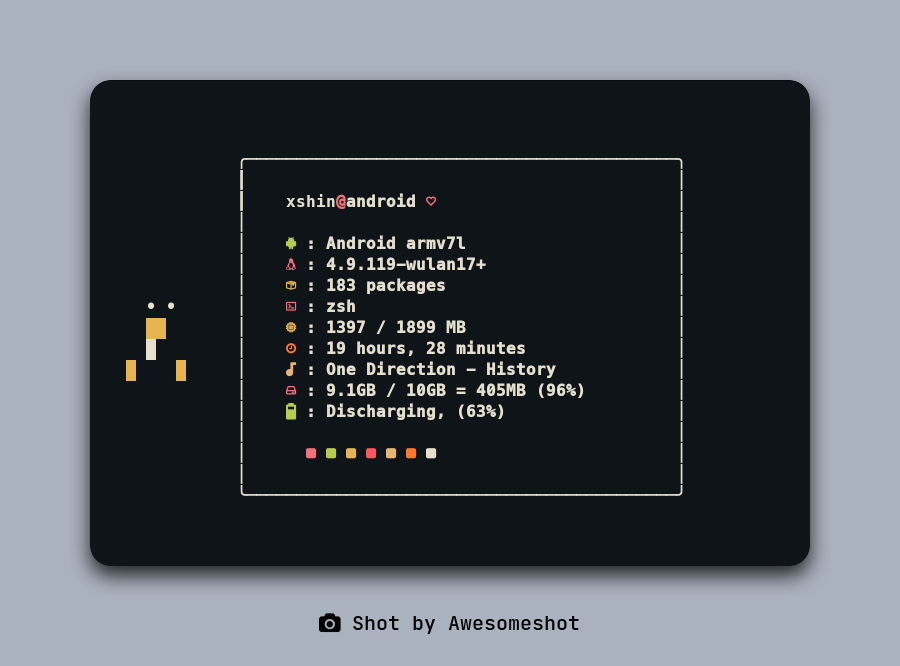 xshin@android
: Android armv7l
: 4.9.119-wulan17+
: 183 packages
: zsh
: 1397 / 1899 MB
: 19 hours, 28 minutes
: One Direction - History
: 9.1GB / 10GB = 405MB (96%)
: Discharging, (63%)
Shot by Awesomeshot